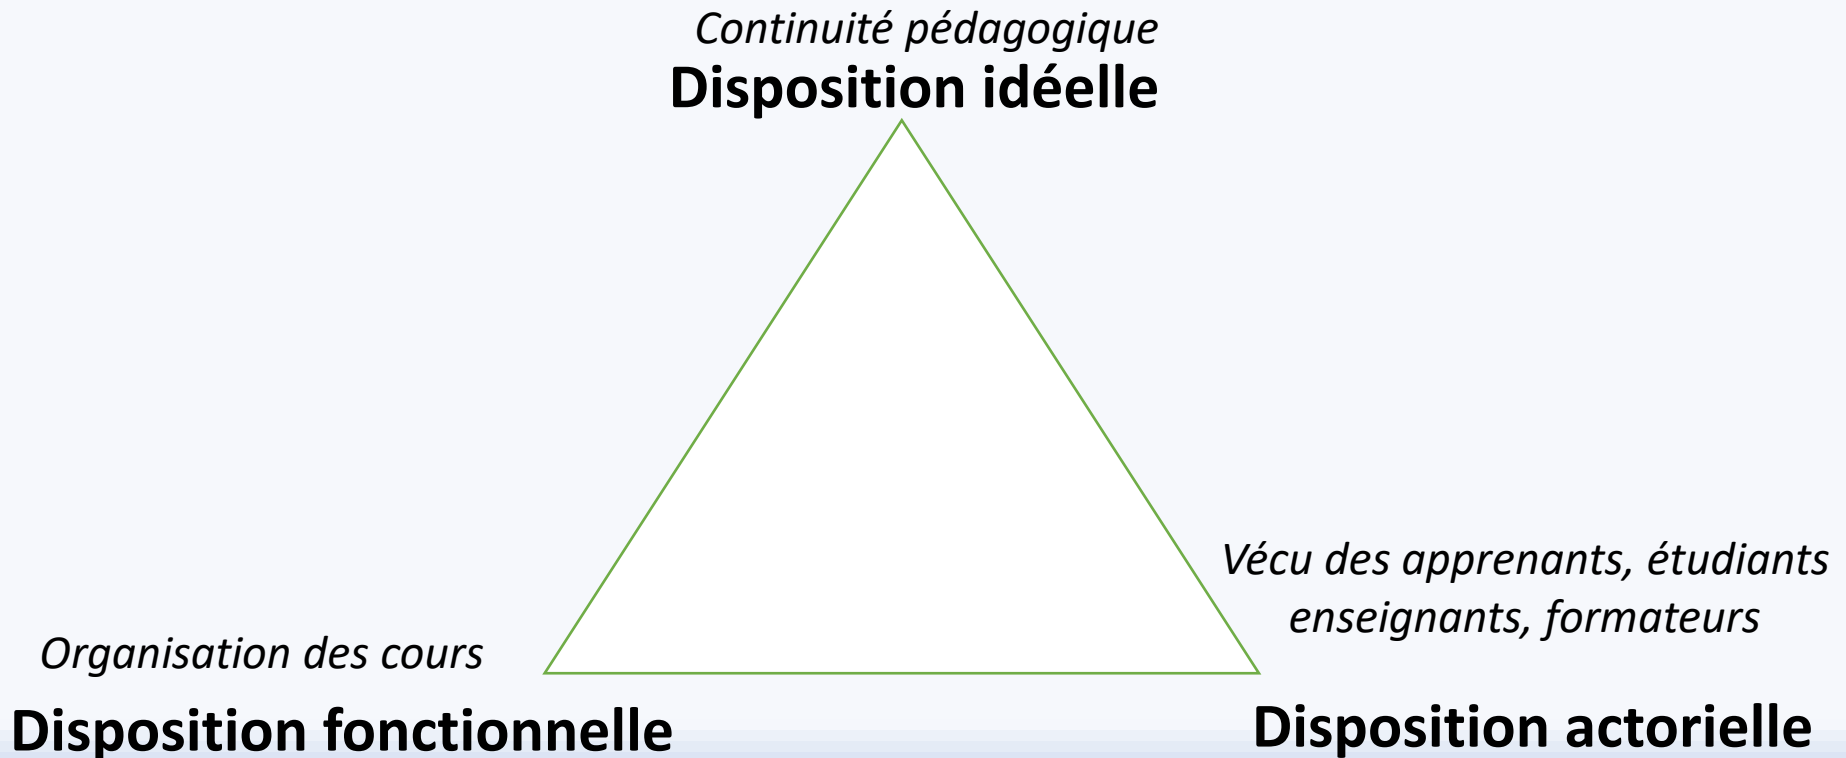 Continuité pédagogique
Disposition idéelle
Vécu des apprenants, étudiants
enseignants, formateurs
Organisation des cours
Disposition fonctionnelle
Disposition actorielle